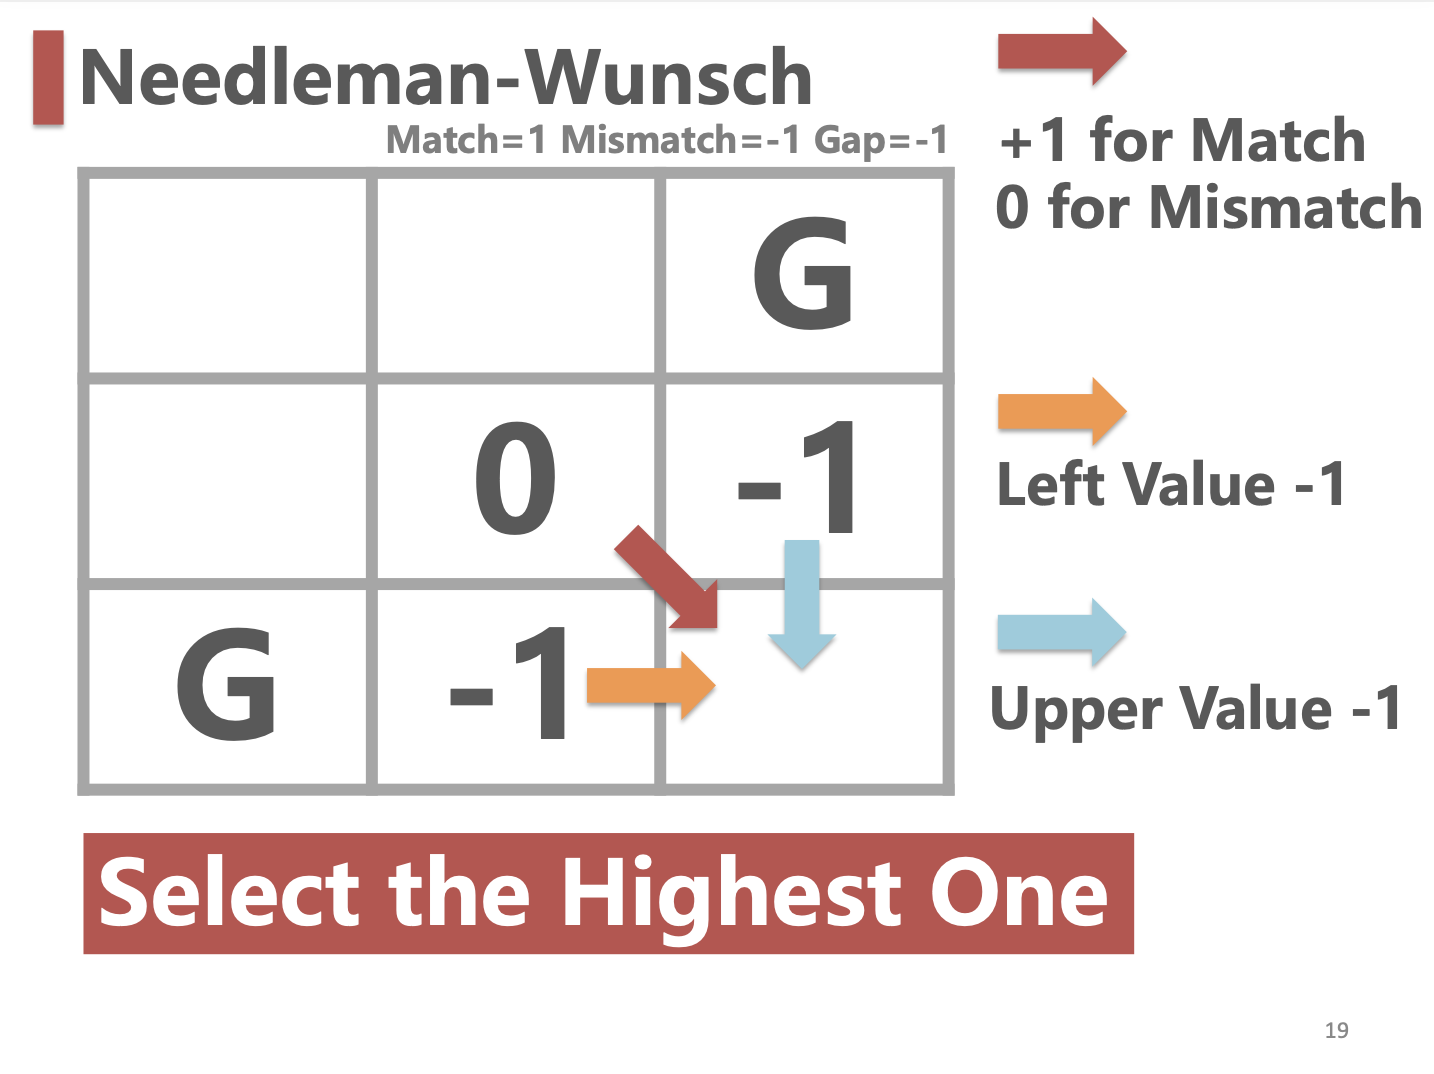 Needleman-Wunsch
Match=1 Mismatch=-1 Gap=-1
+1 for Match
0 for Mismatch
G
0 -1
Left Value -1
G -1
Upper Value -1
Select the Highest One
19